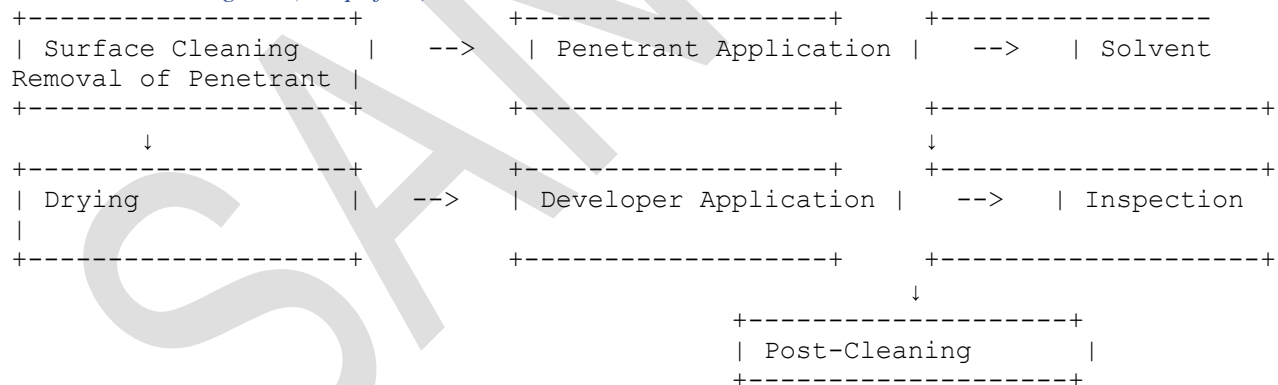 +--------------------+ +-------------------+ +-----------------
| Surface Cleaning | --> | Penetrant Application | --> | Solvent
Removal of Penetrant |
+--------------------+ +-------------------+ +--------------------+
↓ ↓
+--------------------+ +-------------------+ +--------------------+
| Drying | --> | Developer Application | --> | Inspection
|
+--------------------+ +-------------------+ +--------------------+
↓
+--------------------+
| Post-Cleaning |
+--------------------+